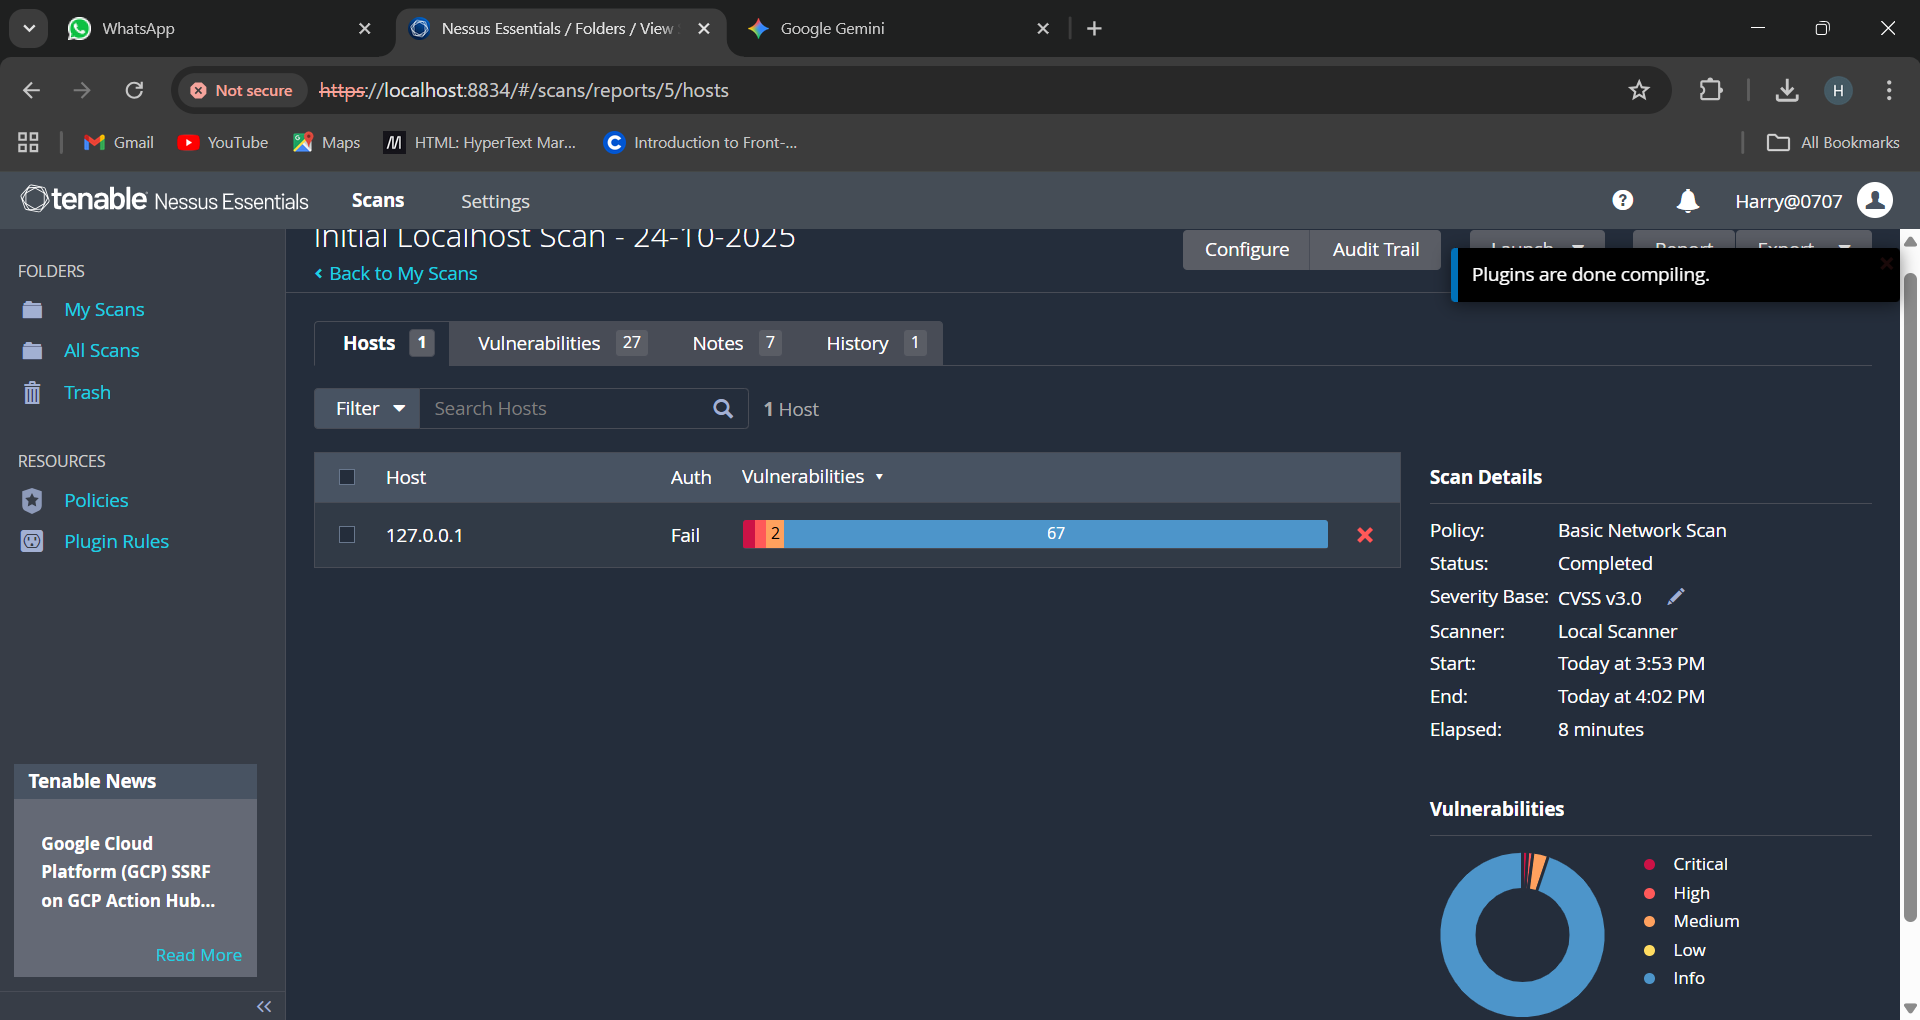 WhatsApp
Nessus Essentials / Folders / View
Google Gemini
Not secure https://localhost:8834/#/scans/reports/5/hosts
H
Gmail YouTube Maps HTML: HyperText Mar... Introduction to Front-... All Bookmarks
tenable Nessus Essentials Scans Settings Harry@0707
Initial Localhost Scan - 24-10-2025
Configure Audit Trail Launch Report Export
< Back to My Scans
Plugins are done compiling.
FOLDERS
My Scans
All Scans
Trash
RESOURCES
Policies
Plugin Rules
Tenable News
Google Cloud
Platform (GCP) SSRF
on GCP Action Hub...
Read More
Hosts 1 Vulnerabilities 27 Notes 7 History 1
Filter Search Hosts 1 Host
Host Auth Vulnerabilities
127.0.0.1 Fail 2 67
Scan Details
Policy: Basic Network Scan
Status: Completed
Severity Base: CVSS v3.0
Scanner: Local Scanner
Start: Today at 3:53 PM
End: Today at 4:02 PM
Elapsed: 8 minutes
Vulnerabilities
Critical
High
Medium
Low
Info